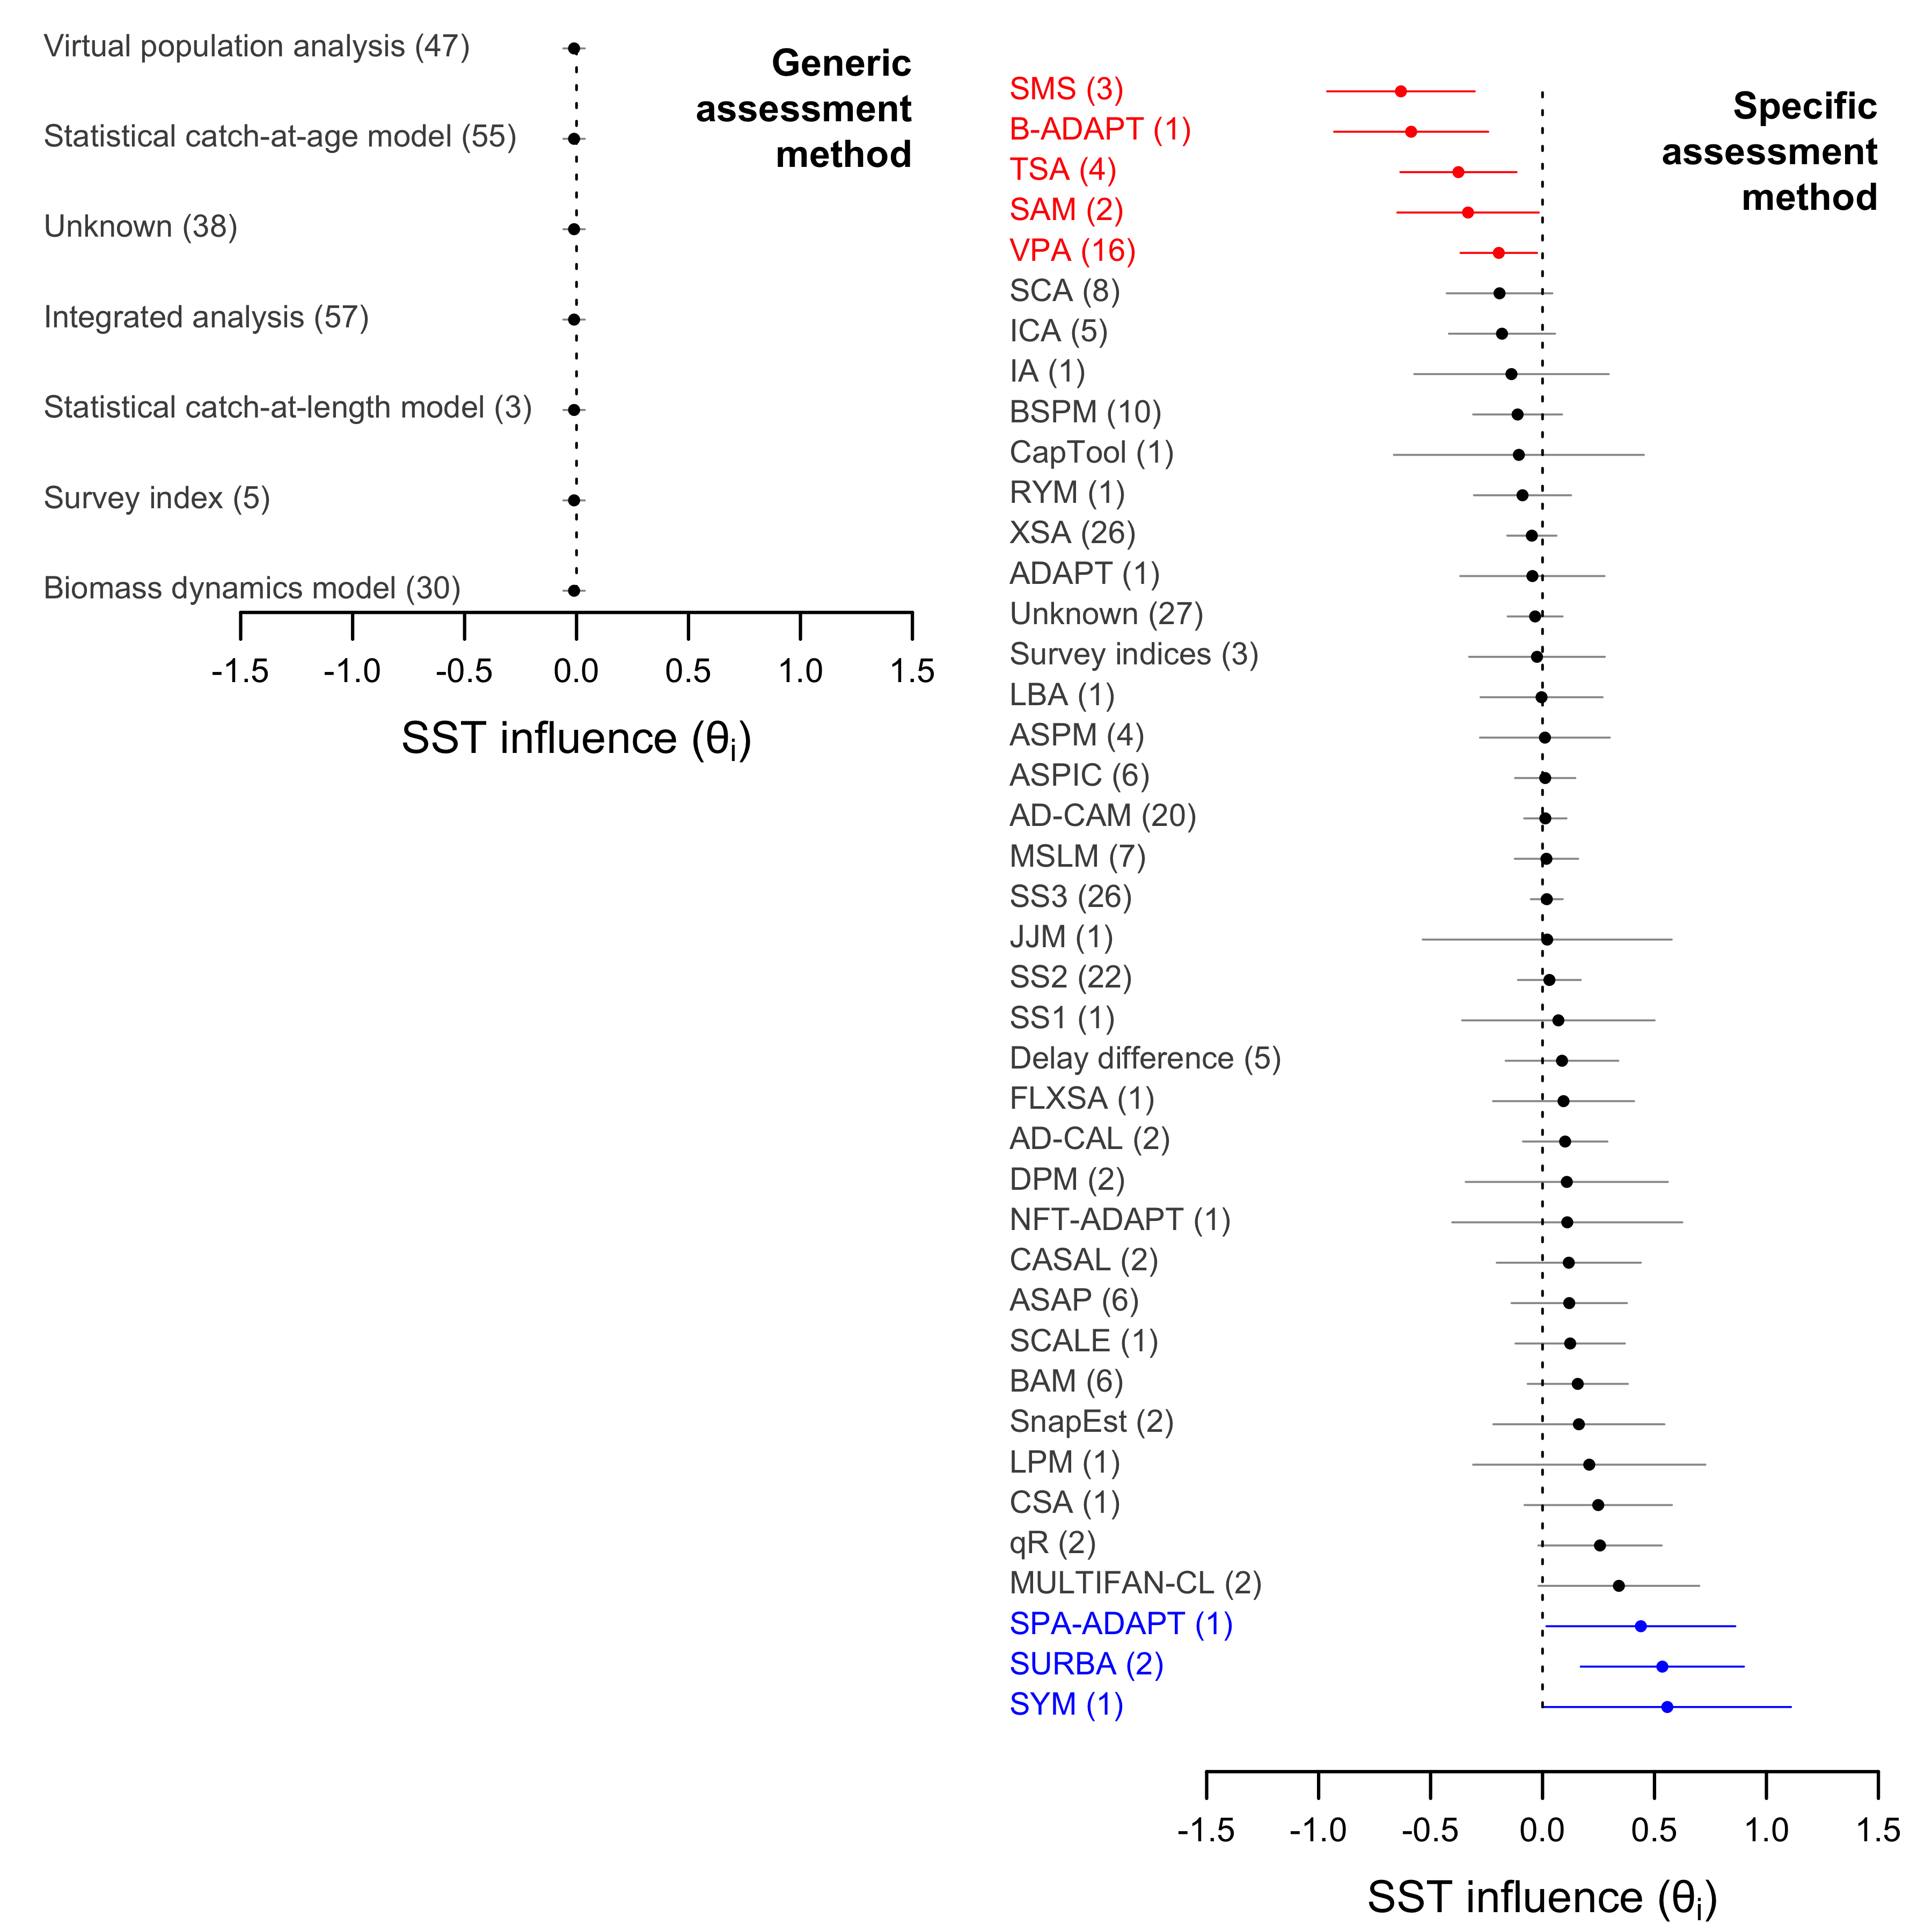 Generic
assessment
method
Virtual population analysis (47)
Statistical catch-at-age model (55)
Unknown (38)
Integrated analysis (57)
Statistical catch-at-length model (3)
Survey index (5)
Biomass dynamics model (30)
-1.5 -1.0 -0.5 0.0 0.5 1.0 1.5
SST influence (θi)
Specific
assessment
method
SMS (3)
B-ADAPT (1)
TSA (4)
SAM (2)
VPA (16)
SCA (8)
ICA (5)
IA (1)
BSPM (10)
CapTool (1)
RYM (1)
XSA (26)
ADAPT (1)
Unknown (27)
Survey indices (3)
LBA (1)
ASPM (4)
ASPIC (6)
AD-CAM (20)
MSLM (7)
SS3 (26)
JJM (1)
SS2 (22)
SS1 (1)
Delay difference (5)
FLXSA (1)
AD-CAL (2)
DPM (2)
NFT-ADAPT (1)
CASAL (2)
ASAP (6)
SCALE (1)
BAM (6)
SnapEst (2)
LPM (1)
CSA (1)
qR (2)
MULTIFAN-CL (2)
SPA-ADAPT (1)
SURBA (2)
SYM (1)
-1.5 -1.0 -0.5 0.0 0.5 1.0 1.5
SST influence (θi)